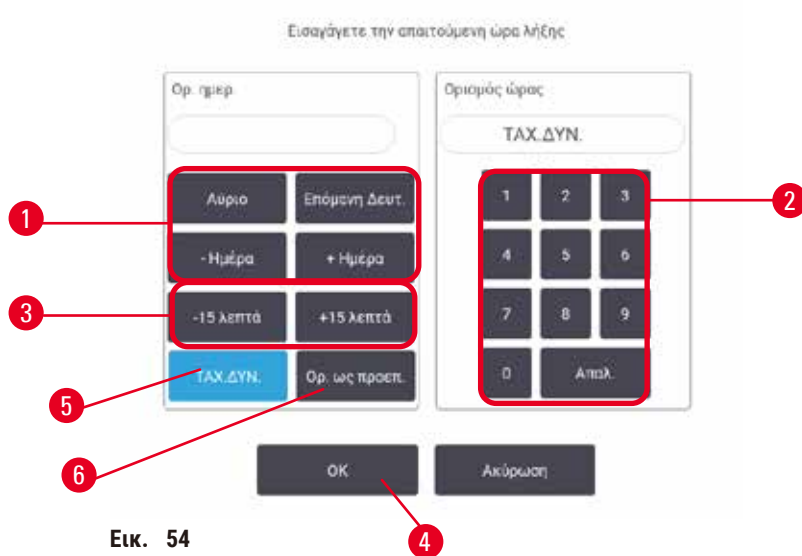 Εισαγάγετε την απαιτούμενη ώρα λήξης
Ορ. ημερ.
Ορισμός ώρας
ΤΑΧ.ΔΥΝ.
Αύριο
Επόμενη Δευτ.
1
2
3
1
2
- Ημέρα
+ Ημέρα
4
5
6
3
-15 λεπτά
+15 λεπτά
7
8
9
ΤΑΧ.ΔΥΝ.
Ορ. ως προεπ.
0
Απαλ.
5
6
OK
Ακύρωση
Εικ. 54
4